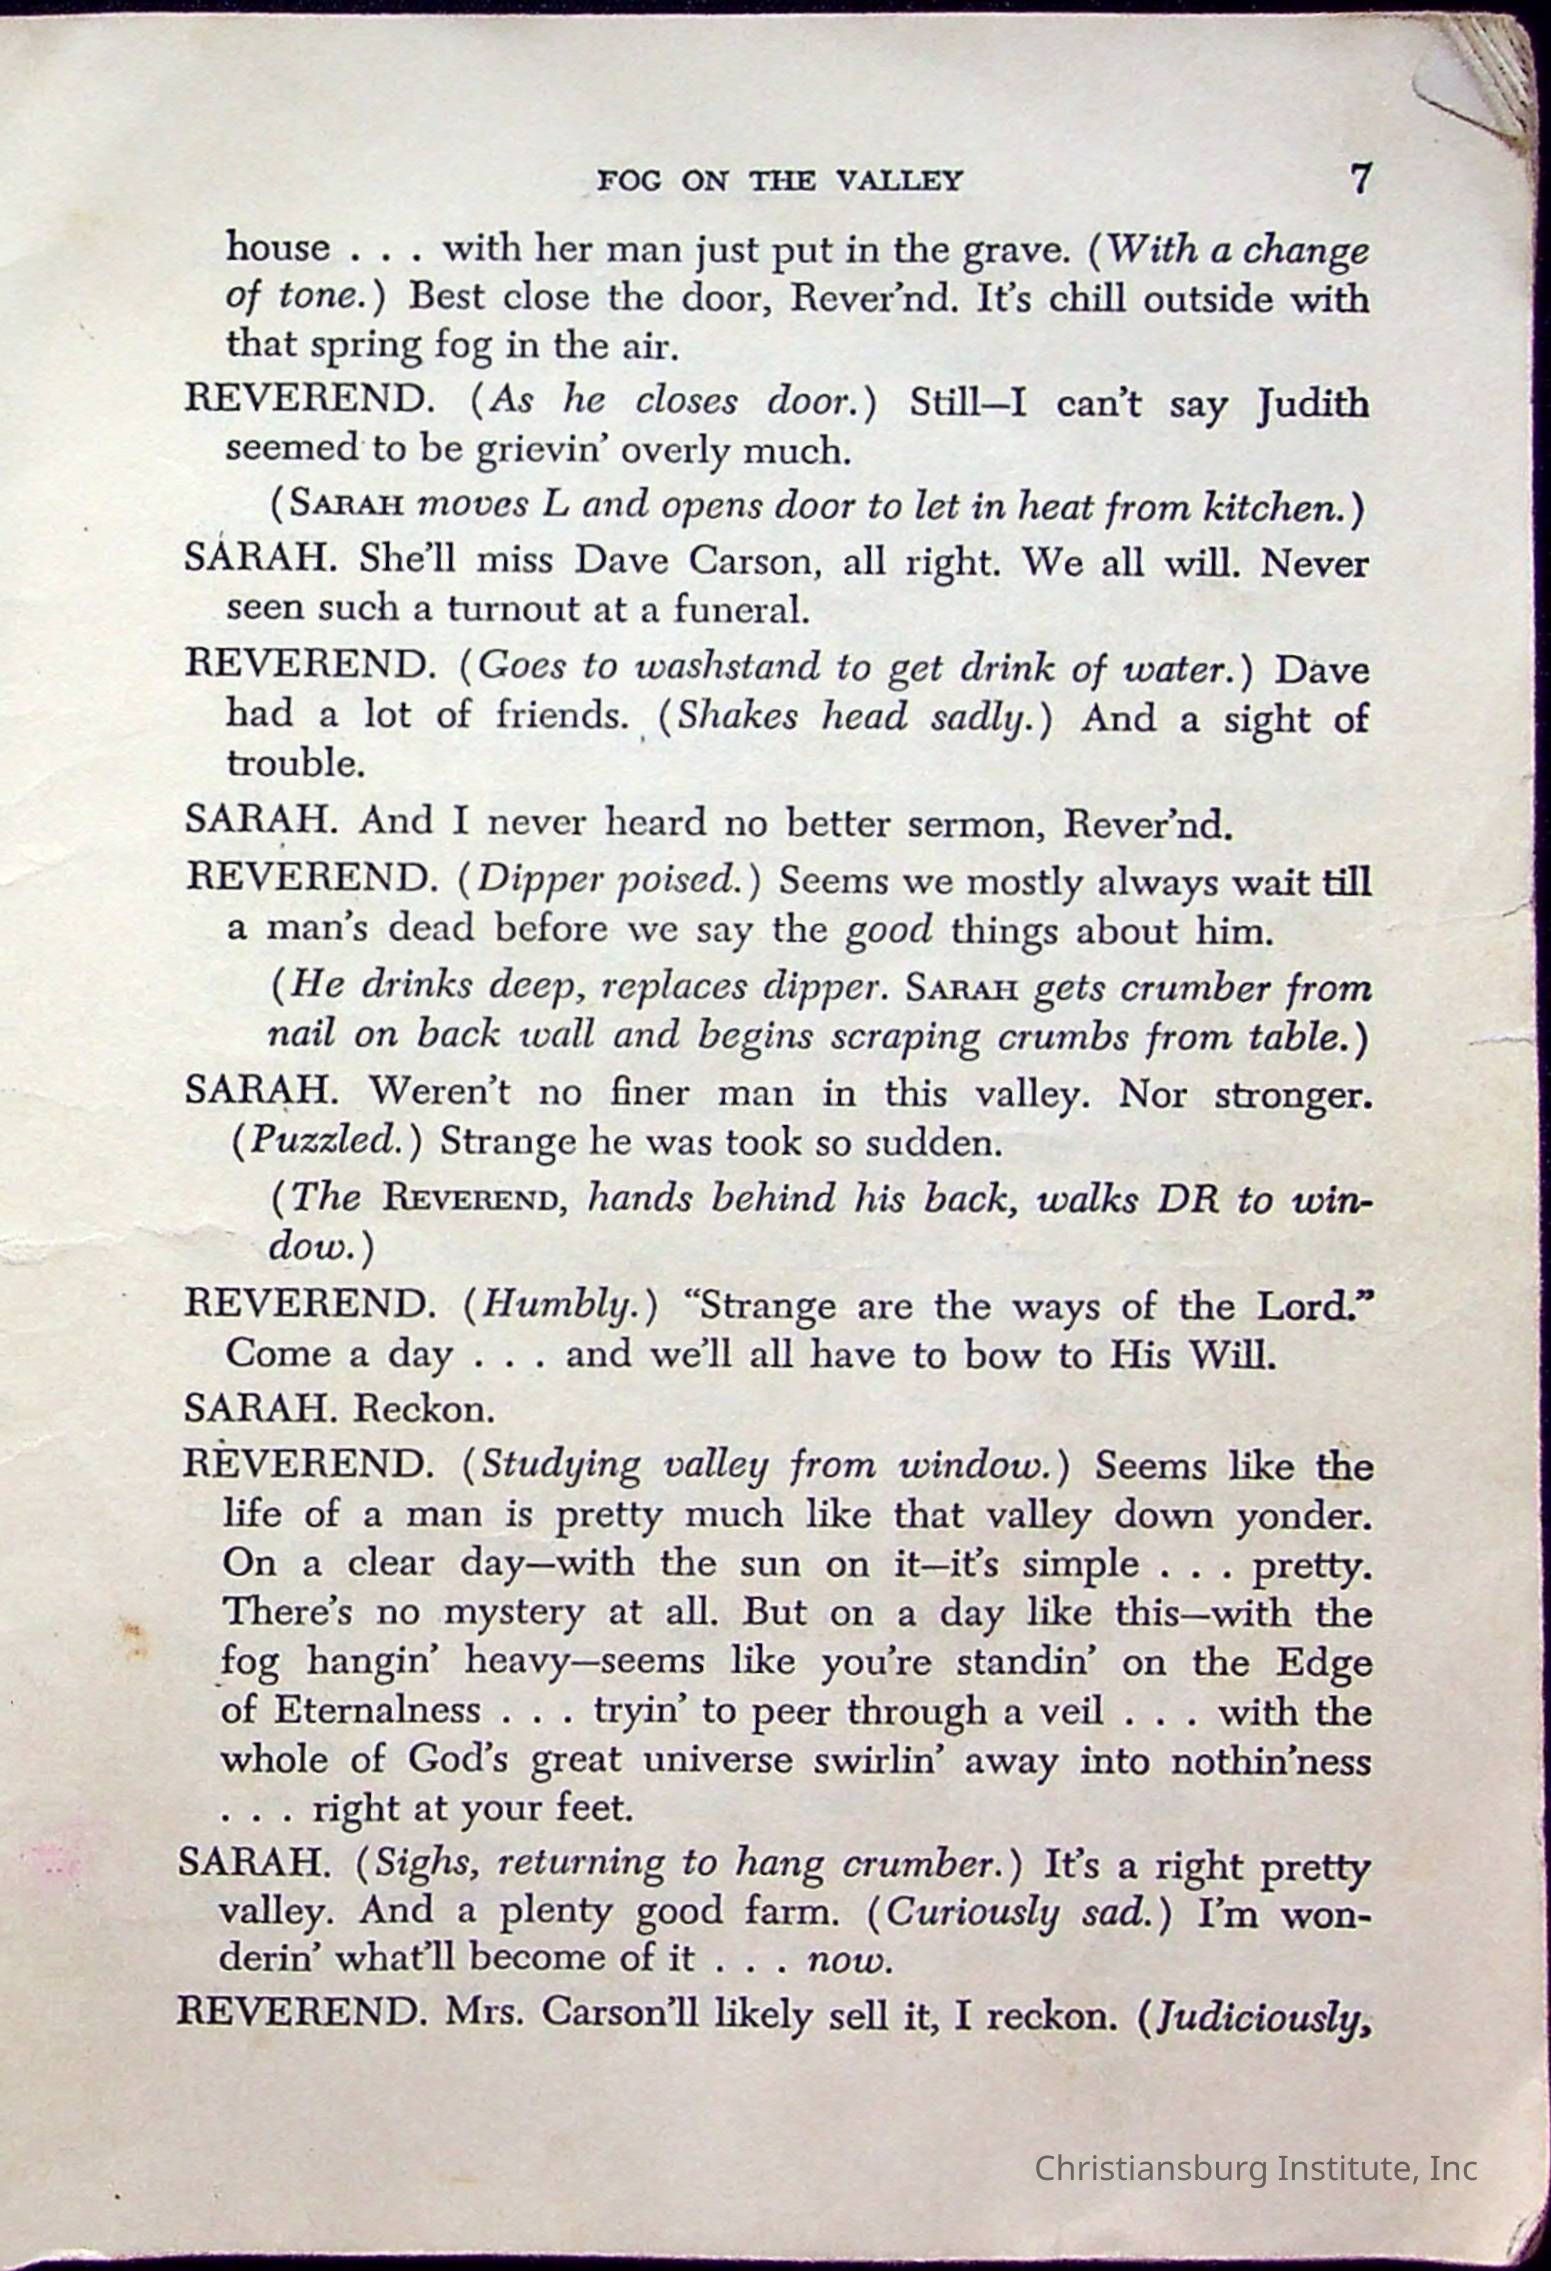 FOG ON THE VALLEY 7
house . . . with her man just put in the grave. (With a change
of tone.) Best close the door, Rever’nd. It’s chill outside with
that spring fog in the air.
REVEREND. (As he closes door.) Still—I can’t say Judith
seemed to be grievin’ overly much.
(SARAH moves L and opens door to let in heat from kitchen.)
SARAH. She’ll miss Dave Carson, all right. We all will. Never
seen such a turnout at a funeral.
REVEREND. (Goes to washstand to get drink of water.) Dave
had a lot of friends. (Shakes head sadly.) And a sight of
trouble.
SARAH. And I never heard no better sermon, Rever’nd.
REVEREND. (Dipper poised.) Seems we mostly always wait till
a man’s dead before we say the good things about him.
(He drinks deep, replaces dipper. SARAH gets crumber from
nail on back wall and begins scraping crumbs from table.)
SARAH. Weren’t no finer man in this valley. Nor stronger.
(Puzzled.) Strange he was took so sudden.
(The REVEREND, hands behind his back, walks DR to win-
dow.)
REVEREND. (Humbly.) “Strange are the ways of the Lord.”
Come a day . . . and we’ll all have to bow to His Will.
SARAH. Reckon.
REVEREND. (Studying valley from window.) Seems like the
life of a man is pretty much like that valley down yonder.
On a clear day—with the sun on it—it’s simple . . . pretty.
There’s no mystery at all. But on a day like this—with the
fog hangin’ heavy—seems like you’re standin’ on the Edge
of Eternalness . . . tryin’ to peer through a veil . . . with the
whole of God’s great universe swirlin’ away into nothin’ness
. . . right at your feet.
SARAH. (Sighs, returning to hang crumber.) It’s a right pretty
valley. And a plenty good farm. (Curiously sad.) I’m won-
derin’ what’ll become of it . . . now.
REVEREND. Mrs. Carson’ll likely sell it, I reckon. (Judiciously,
Christiansburg Institute, Inc